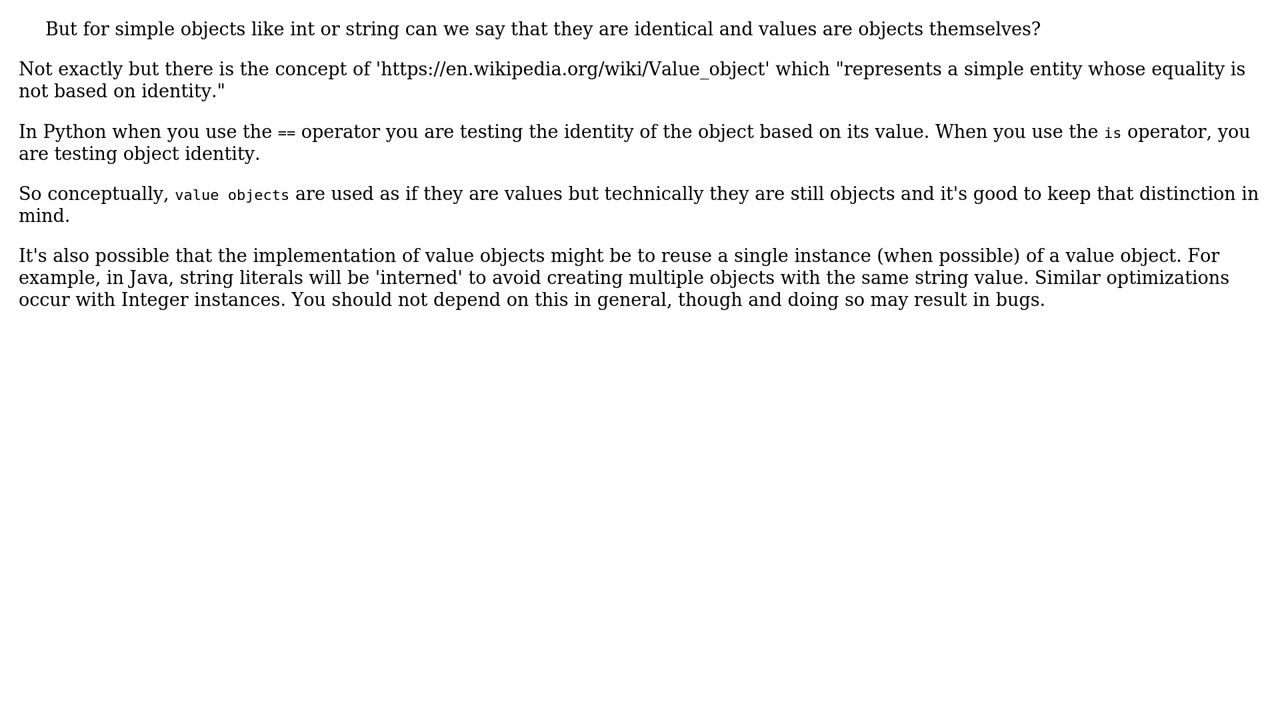 But for simple objects like int or string can we say that they are identical and values are objects themselves?
Not exactly but there is the concept of 'https://en.wikipedia.org/wiki/Value_object' which "represents a simple entity whose equality is
not based on identity."
In Python when you use the == operator you are testing the identity of the object based on its value. When you use the is operator, you
are testing object identity.
So conceptually, value objects are used as if they are values but technically they are still objects and it's good to keep that distinction in
mind.
It's also possible that the implementation of value objects might be to reuse a single instance (when possible) of a value object. For
example, in Java, string literals will be 'interned' to avoid creating multiple objects with the same string value. Similar optimizations
occur with Integer instances. You should not depend on this in general, though and doing so may result in bugs.